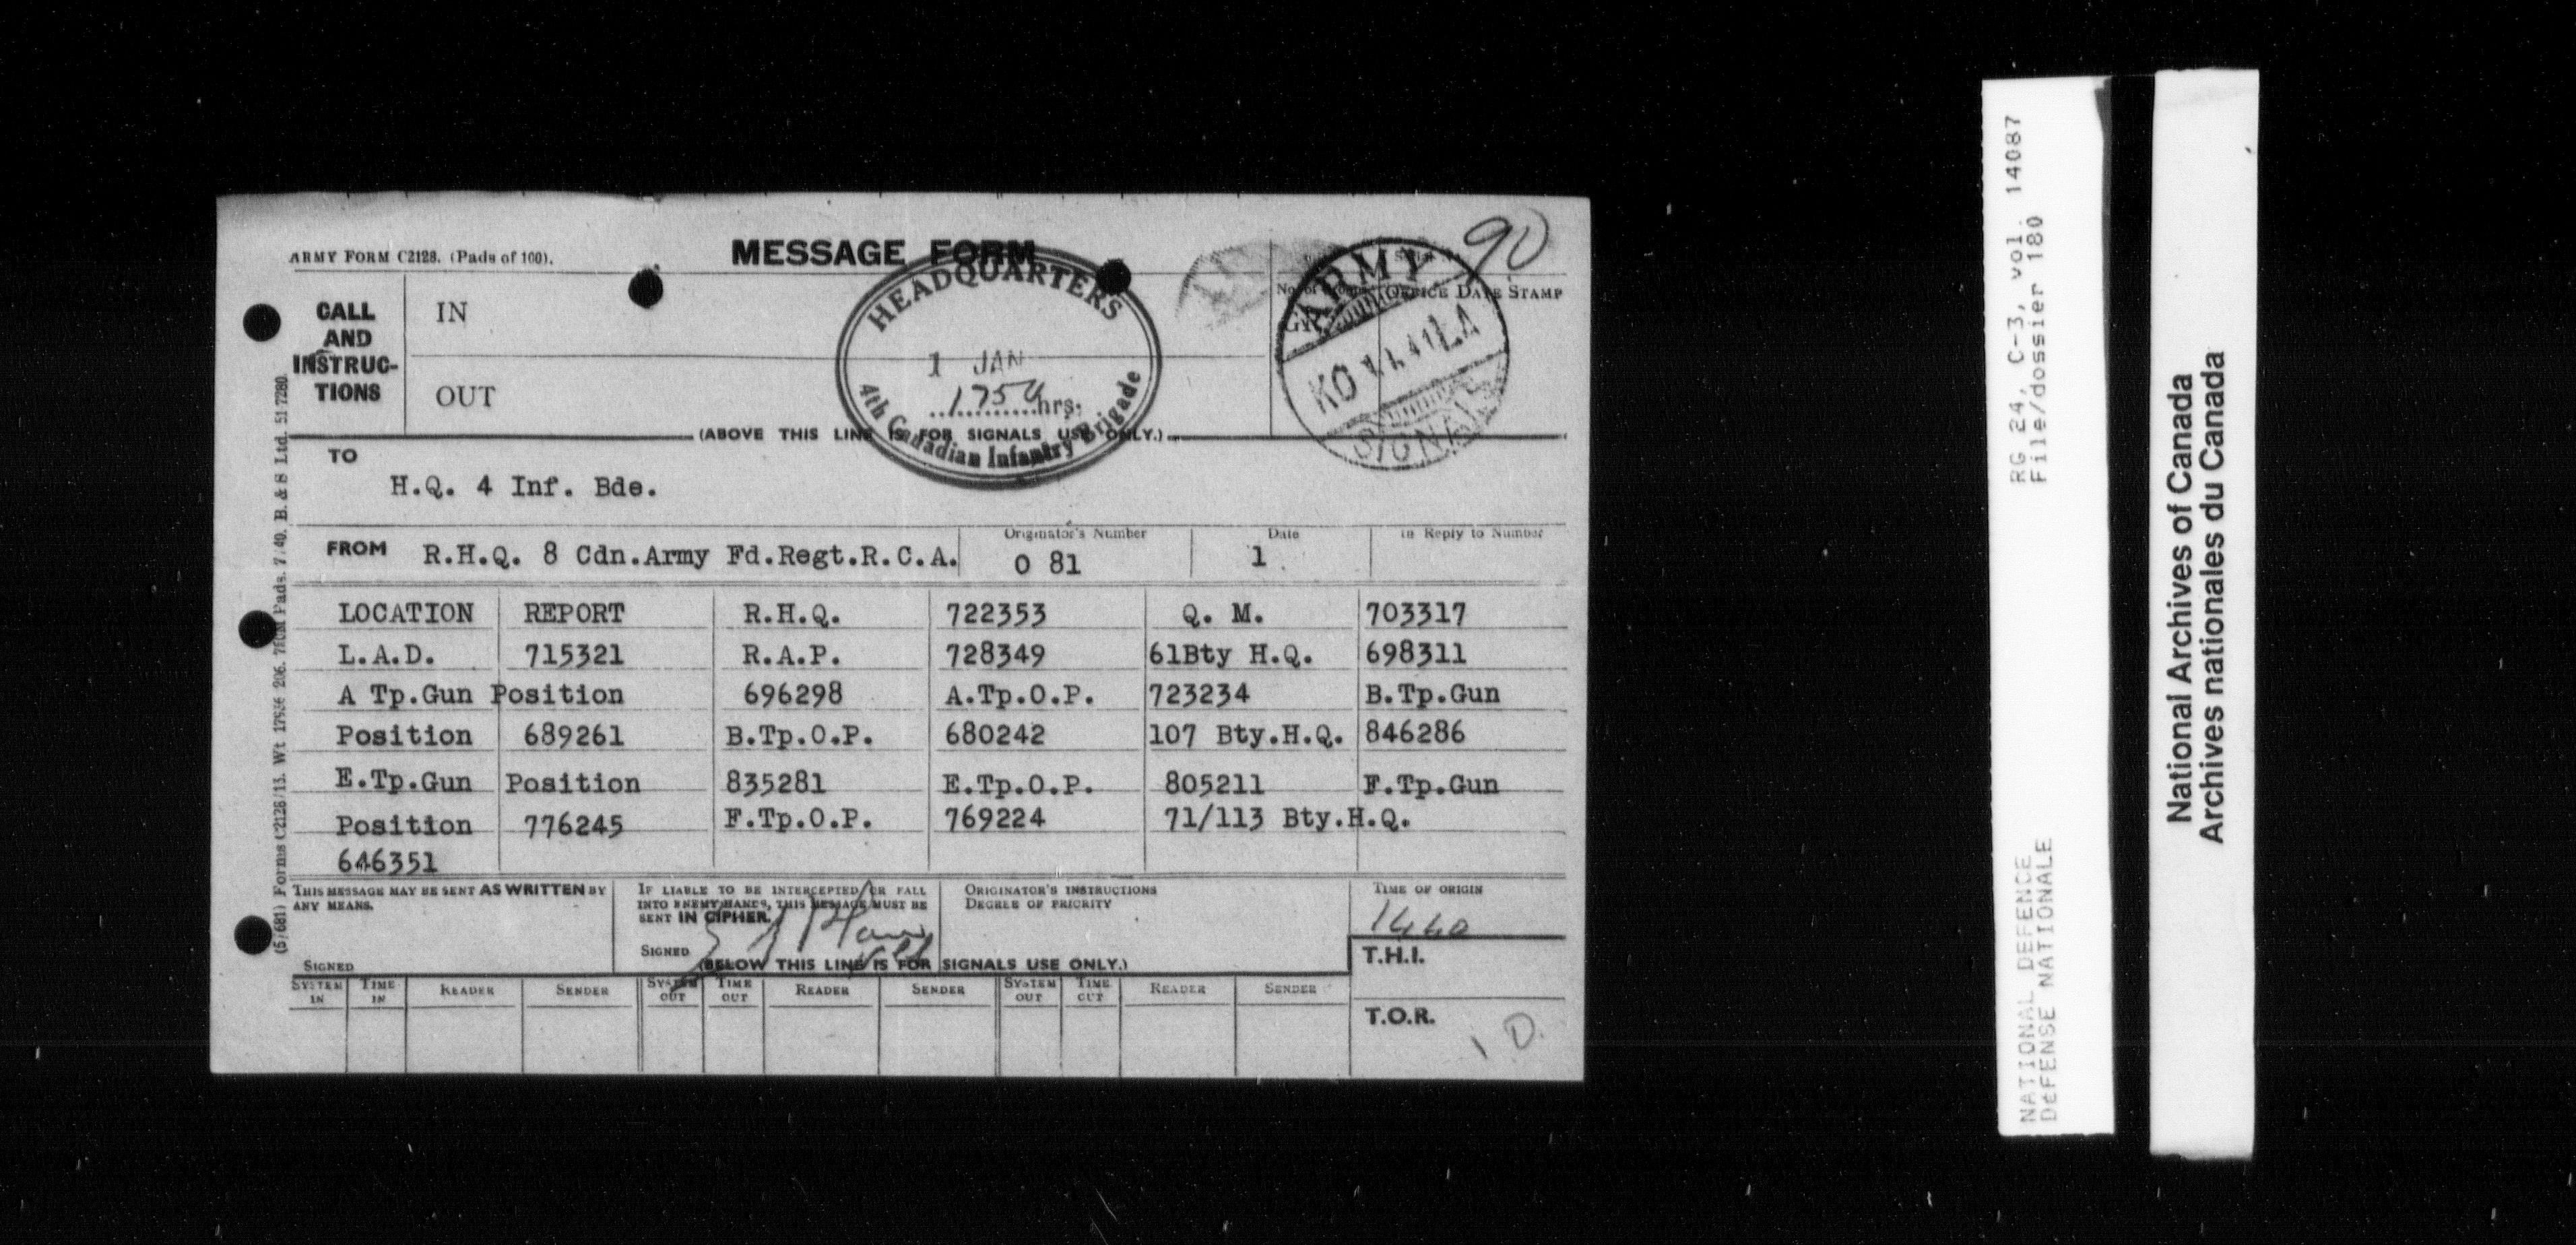 90
ARMY FORM C2128. (Pads of 100).
MESSAGE FORM
CALL AND INSTRUC- TIONS
IN
OUT
HEADQUARTERS
1 JAN
hrs.
4th Canadian Infantry Brigade
OFFICE DATE STAMP
ARMY
SIGNALS
(ABOVE THIS LINE IS FOR SIGNALS USE ONLY.)
TO
H.Q. 4 Inf. Bde.
FROM R.H.Q. 8 Cdn.Army Fd.Regt.R.C.A.
Originator's Number
O 81
Date
1
In Reply to Number
LOCATION REPORT R.H.Q. 722353 Q. M. 703317
L.A.D. 715321 R.A.P. 728349 61Bty H.Q. 698311
A Tp.Gun Position 696298 A.Tp.O.P. 723234 B.Tp.Gun
Position 689261 B.Tp.O.P. 680242 107 Bty.H.Q. 846286
E.Tp.Gun Position 835281 E.Tp.O.P. 805211 F.Tp.Gun
Position 776245 F.Tp.O.P. 769224 71/113 Bty.H.Q.
646351
THIS MESSAGE MAY BE SENT AS WRITTEN BY
ANY MEANS.
SIGNED
IF LIABLE TO BE INTERCEPTED OR FALL
INTO ENEMY HANDS, THIS MESSAGE MUST BE
SENT IN CIPHER.
SIGNED
ORIGINATOR'S INSTRUCTIONS
DEGREE OF PRIORITY
TIME OF ORIGIN
T.H.I.
(BELOW THIS LINE IS FOR SIGNALS USE ONLY.)
SYSTEM IN TIME IN READER SENDER SYSTEM OUT TIME OUT READER SENDER SYSTEM OUT TIME OUT READER SENDER
T.O.R.
B. & S Ltd. 51 7280.
RG 24, C-3, vol. 14087
File/dossier 180
NATIONAL DEFENCE
DÉFENSE NATIONALE
National Archives of Canada
Archives nationales du Canada